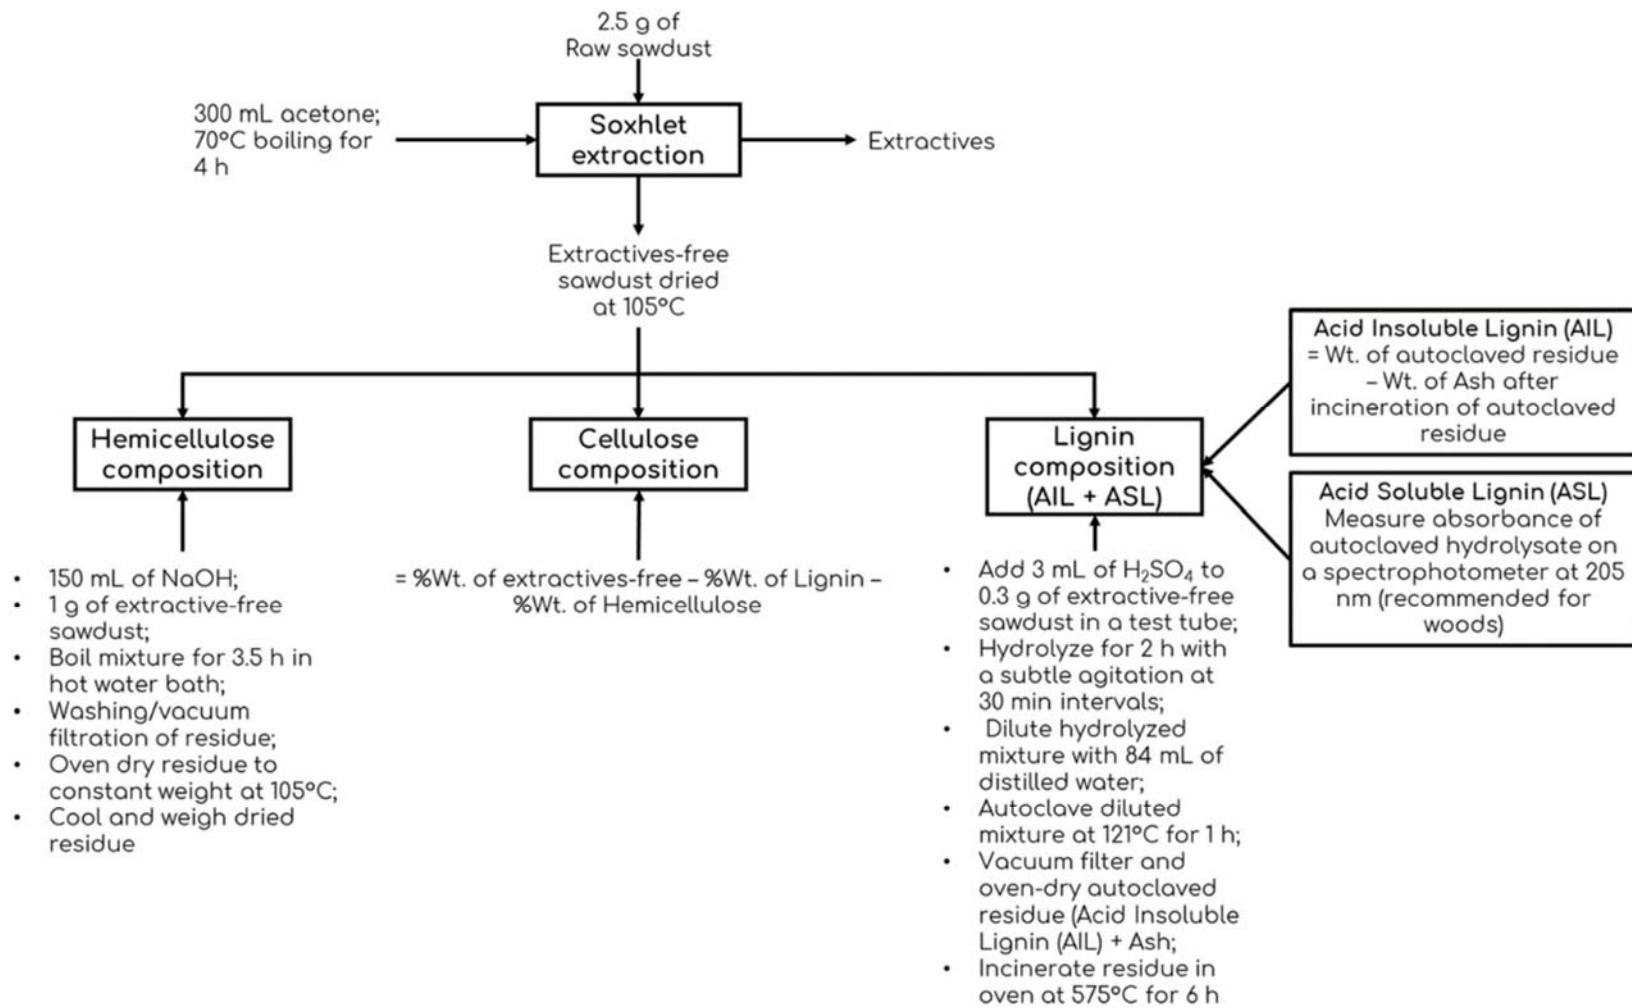 2.5 g of
Raw sawdust
300 mL acetone;
70°C boiling for
4 h
Soxhlet
extraction
Extractives
Extractives-free
sawdust dried
at 105°C
Hemicellulose
composition
• 150 mL of NaOH;
• 1 g of extractive-free
sawdust;
• Boil mixture for 3.5 h in
hot water bath;
• Washing/vacuum
filtration of residue;
• Oven dry residue to
constant weight at 105°C;
• Cool and weigh dried
residue
Cellulose
composition
= %Wt. of extractives-free – %Wt. of Lignin –
%Wt. of Hemicellulose
Lignin
composition
(AIL + ASL)
• Add 3 mL of H₂SO₄ to
0.3 g of extractive-free
sawdust in a test tube;
• Hydrolyze for 2 h with
a subtle agitation at
30 min intervals;
• Dilute hydrolyzed
mixture with 84 mL of
distilled water;
• Autoclave diluted
mixture at 121°C for 1 h;
• Vacuum filter and
oven-dry autoclaved
residue (Acid Insoluble
Lignin (AIL) + Ash;
• Incinerate residue in
oven at 575°C for 6 h
Acid Insoluble Lignin (AIL)
= Wt. of autoclaved residue
– Wt. of Ash after
incineration of autoclaved
residue
Acid Soluble Lignin (ASL)
Measure absorbance of
autoclaved hydrolysate on
a spectrophotometer at 205
nm (recommended for
woods)